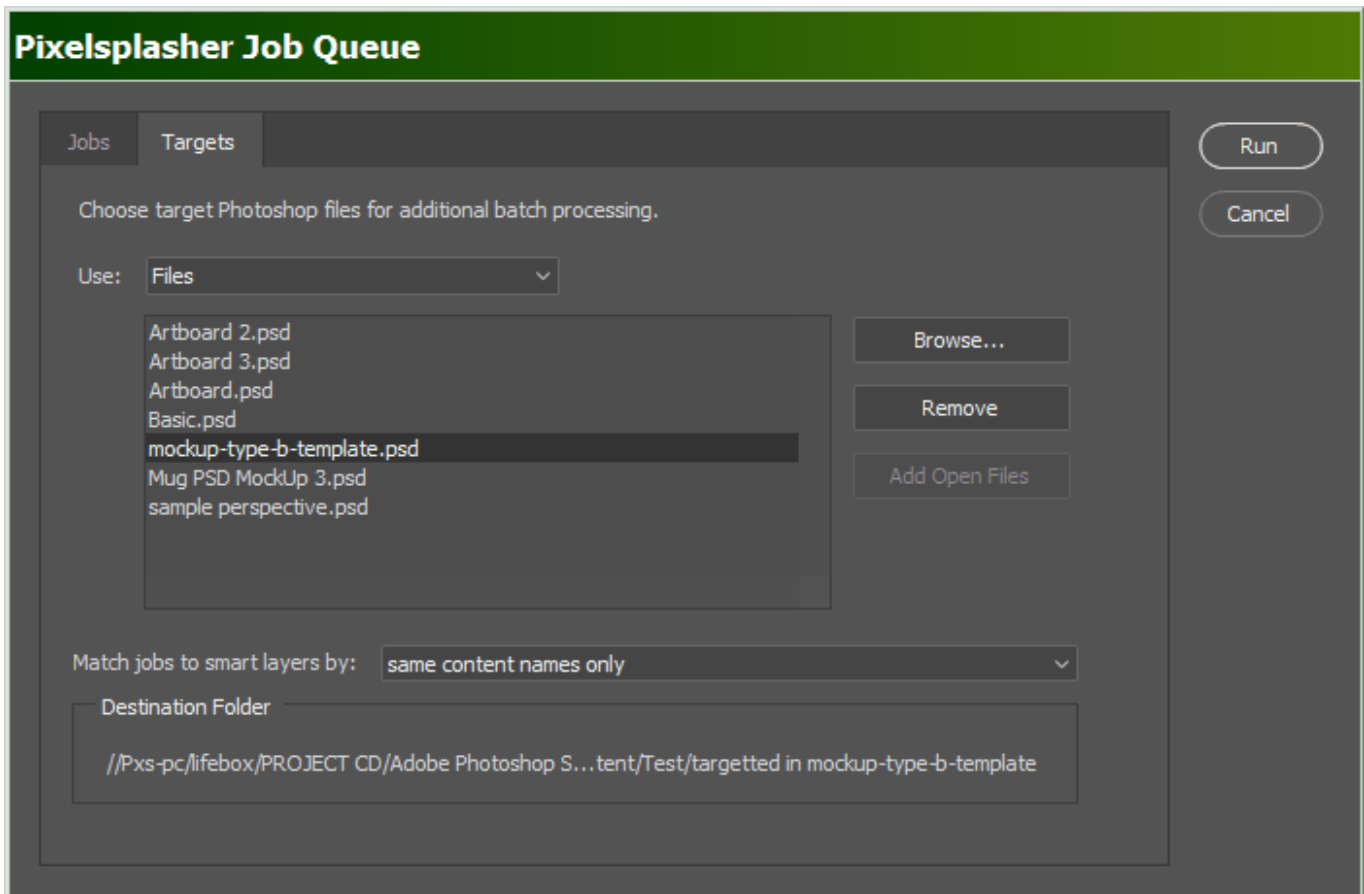 Pixelsplasher Job Queue
Jobs
Targets
Run
Cancel
Choose target Photoshop files for additional batch processing.
Use: Files
Artboard 2.psd
Artboard 3.psd
Artboard.psd
Basic.psd
mockup-type-b-template.psd
Mug PSD MockUp 3.psd
sample perspective.psd
Browse...
Remove
Add Open Files
Match jobs to smart layers by: same content names only
Destination Folder
//Pxs-pc/lifebox/PROJECT CD/Adobe Photoshop S...tent/Test/targetted in mockup-type-b-template